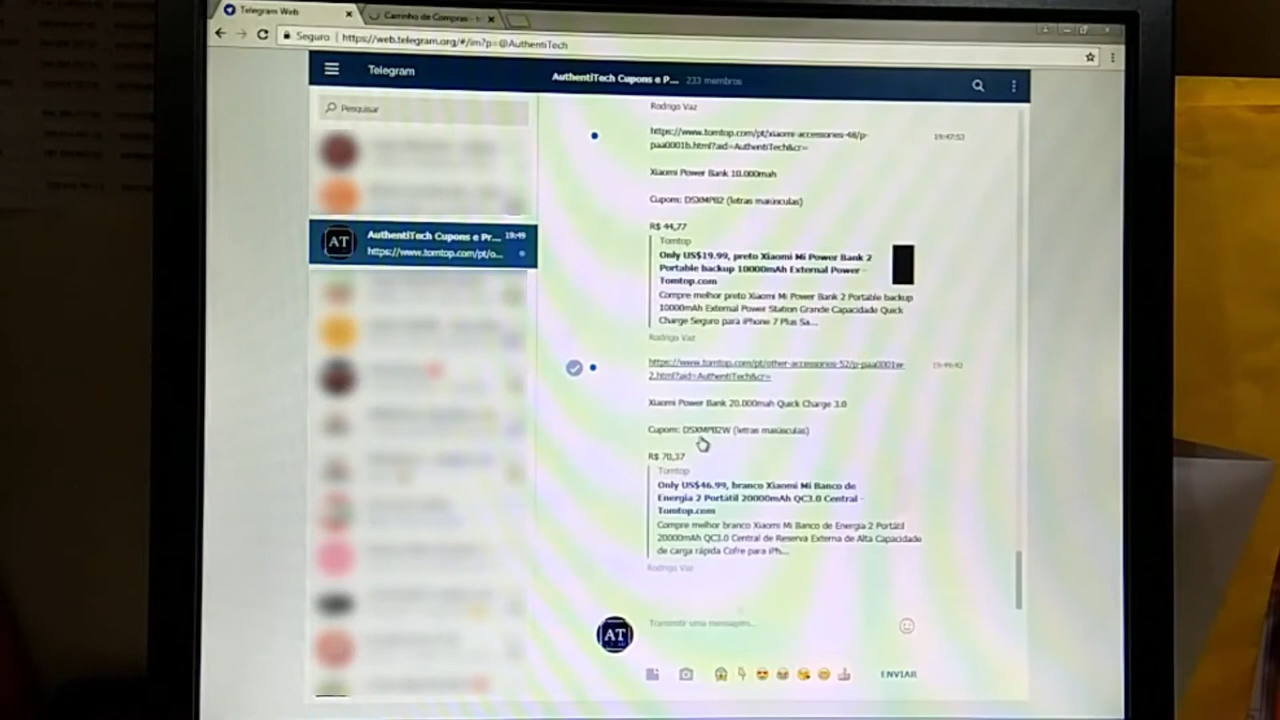 Telegram Web
Carrinho de Compras - t
Seguro | https://web.telegram.org/#/im?p=@AuthentiTech
Telegram
AuthentiTech Cupons e P... 233 membros
Pesquisar
Rodrigo Vaz
https://www.tomtop.com/pt/xiaomi-accessories-48/p-
paa0001b.html?aid=AuthentiTech&cr=
19:47:53
Xiaomi Power Bank 10.000mah
Cupom: DSXMPB2 (letras maiúsculas)
R$ 44,77
AT
AuthentiTech Cupons e Pr... 19:49
https://www.tomtop.com/pt/o...
Tomtop
Only US$19.99, preto Xiaomi Mi Power Bank 2
Portable backup 10000mAh External Power -
Tomtop.com
Compre melhor preto Xiaomi Mi Power Bank 2 Portable backup
10000mAh External Power Station Grande Capacidade Quick
Charge Seguro para iPhone 7 Plus Sa...
Rodrigo Vaz
https://www.tomtop.com/pt/other-accessories-52/p-paa0001w-
2.html?aid=AuthentiTech&cr=
19:49:42
Xiaomi Power Bank 20.000mah Quick Charge 3.0
Cupom: DSXMPB2W (letras maiúsculas)
R$ 70,37
Tomtop
Only US$46.99, branco Xiaomi Mi Banco de
Energia 2 Portátil 20000mAh QC3.0 Central -
Tomtop.com
Compre melhor branco Xiaomi Mi Banco de Energia 2 Portátil
20000mAh QC3.0 Central de Reserva Externa de Alta Capacidade
de carga rápida Cofre para iPh...
Rodrigo Vaz
AT
Transmitir uma mensagem...
ENVIAR